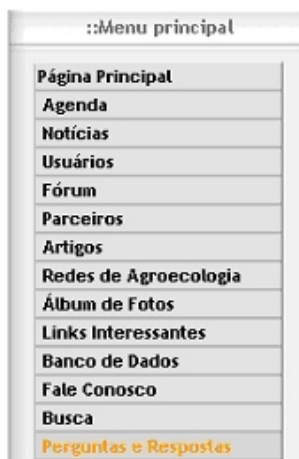 ::Menu principal
Página Principal
Agenda
Notícias
Usuários
Fórum
Parceiros
Artigos
Redes de Agroecologia
Álbum de Fotos
Links Interessantes
Banco de Dados
Fale Conosco
Busca
Perguntas e Respostas